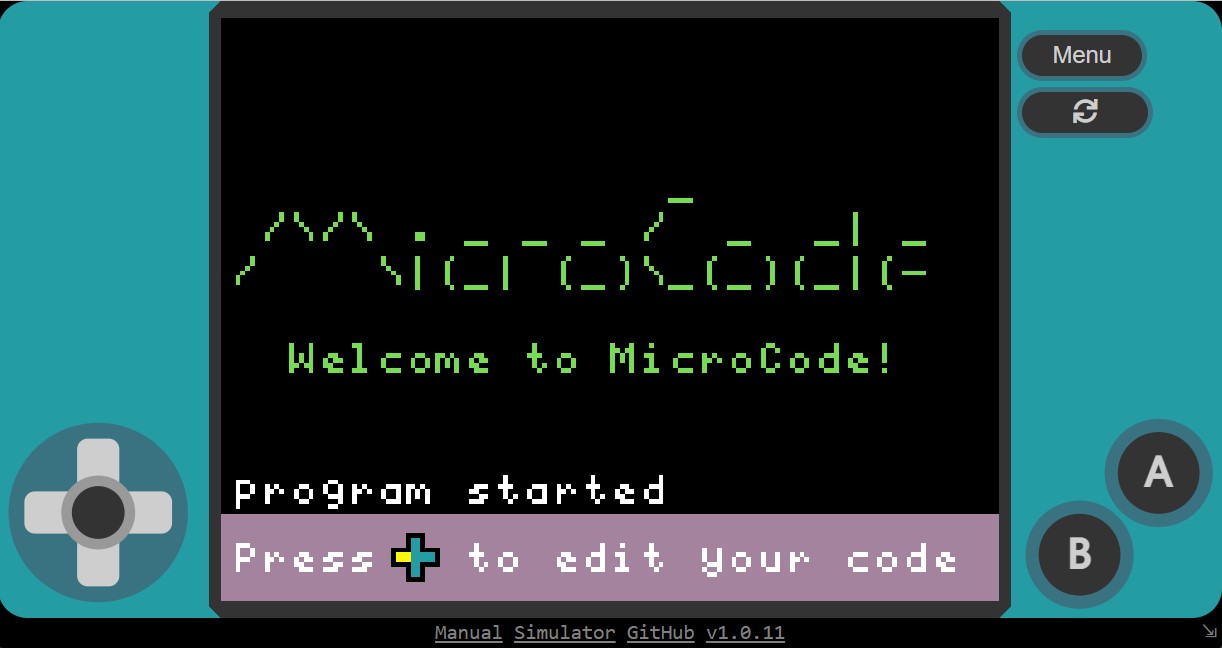 Menu
MicroCode
Welcome to MicroCode!
program started
Press to edit your code
A
B
Manual Simulator GitHub v1.0.11